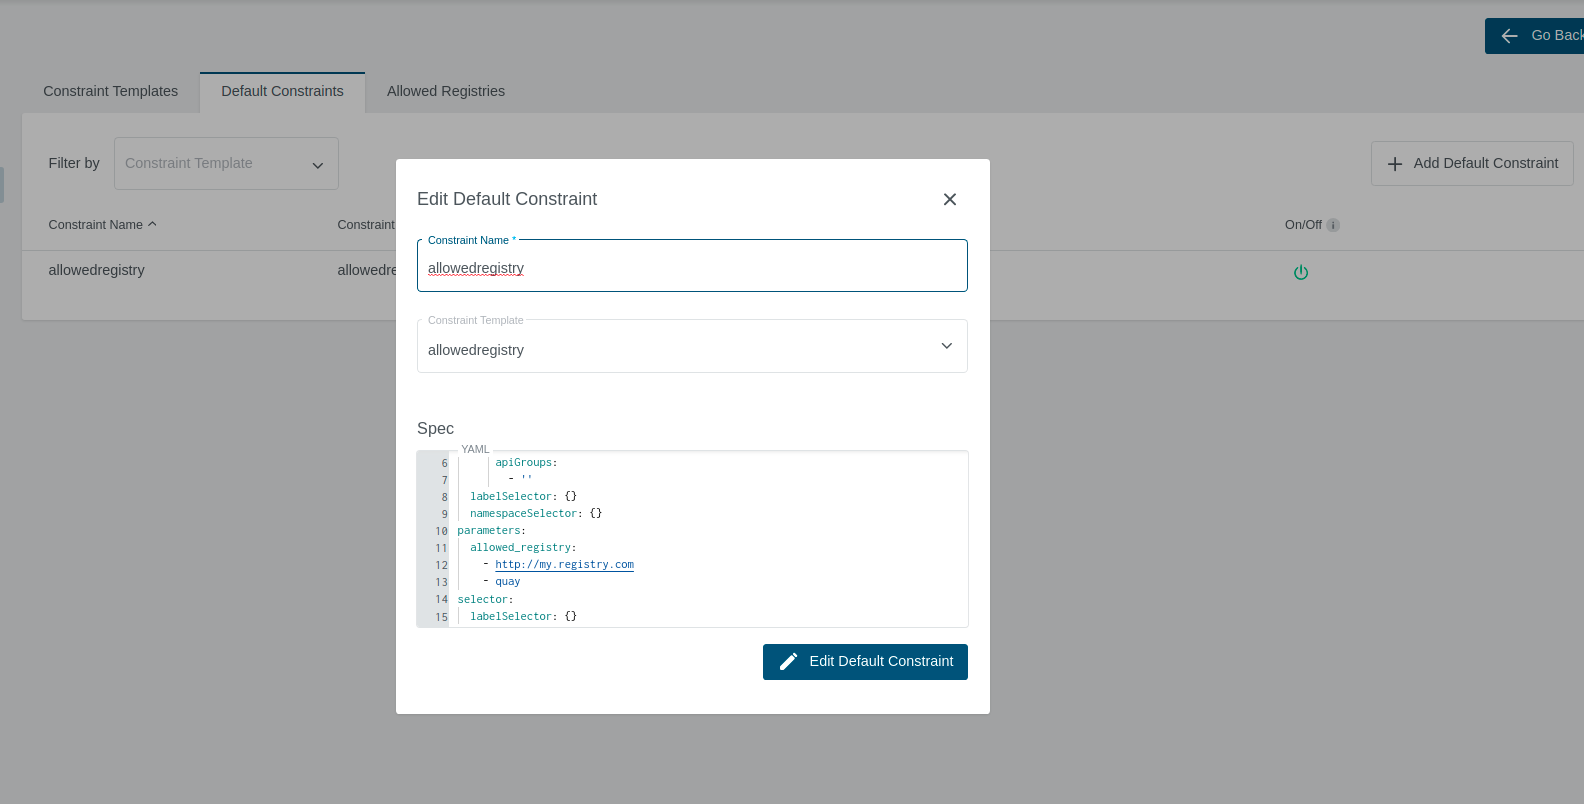 Go Back
Constraint Templates
Default Constraints
Allowed Registries
Filter by
Constraint Template
Add Default Constraint
Constraint Name
Constraint
On/Off
allowedregistry
allowedre
Edit Default Constraint
Constraint Name *
allowedregistry
Constraint Template
allowedregistry
Spec
YAML
6 apiGroups:
7 - ''
8 labelSelector: {}
9 namespaceSelector: {}
10 parameters:
11 allowed_registry:
12 - http://my.registry.com
13 - quay
14 selector:
15 labelSelector: {}
Edit Default Constraint